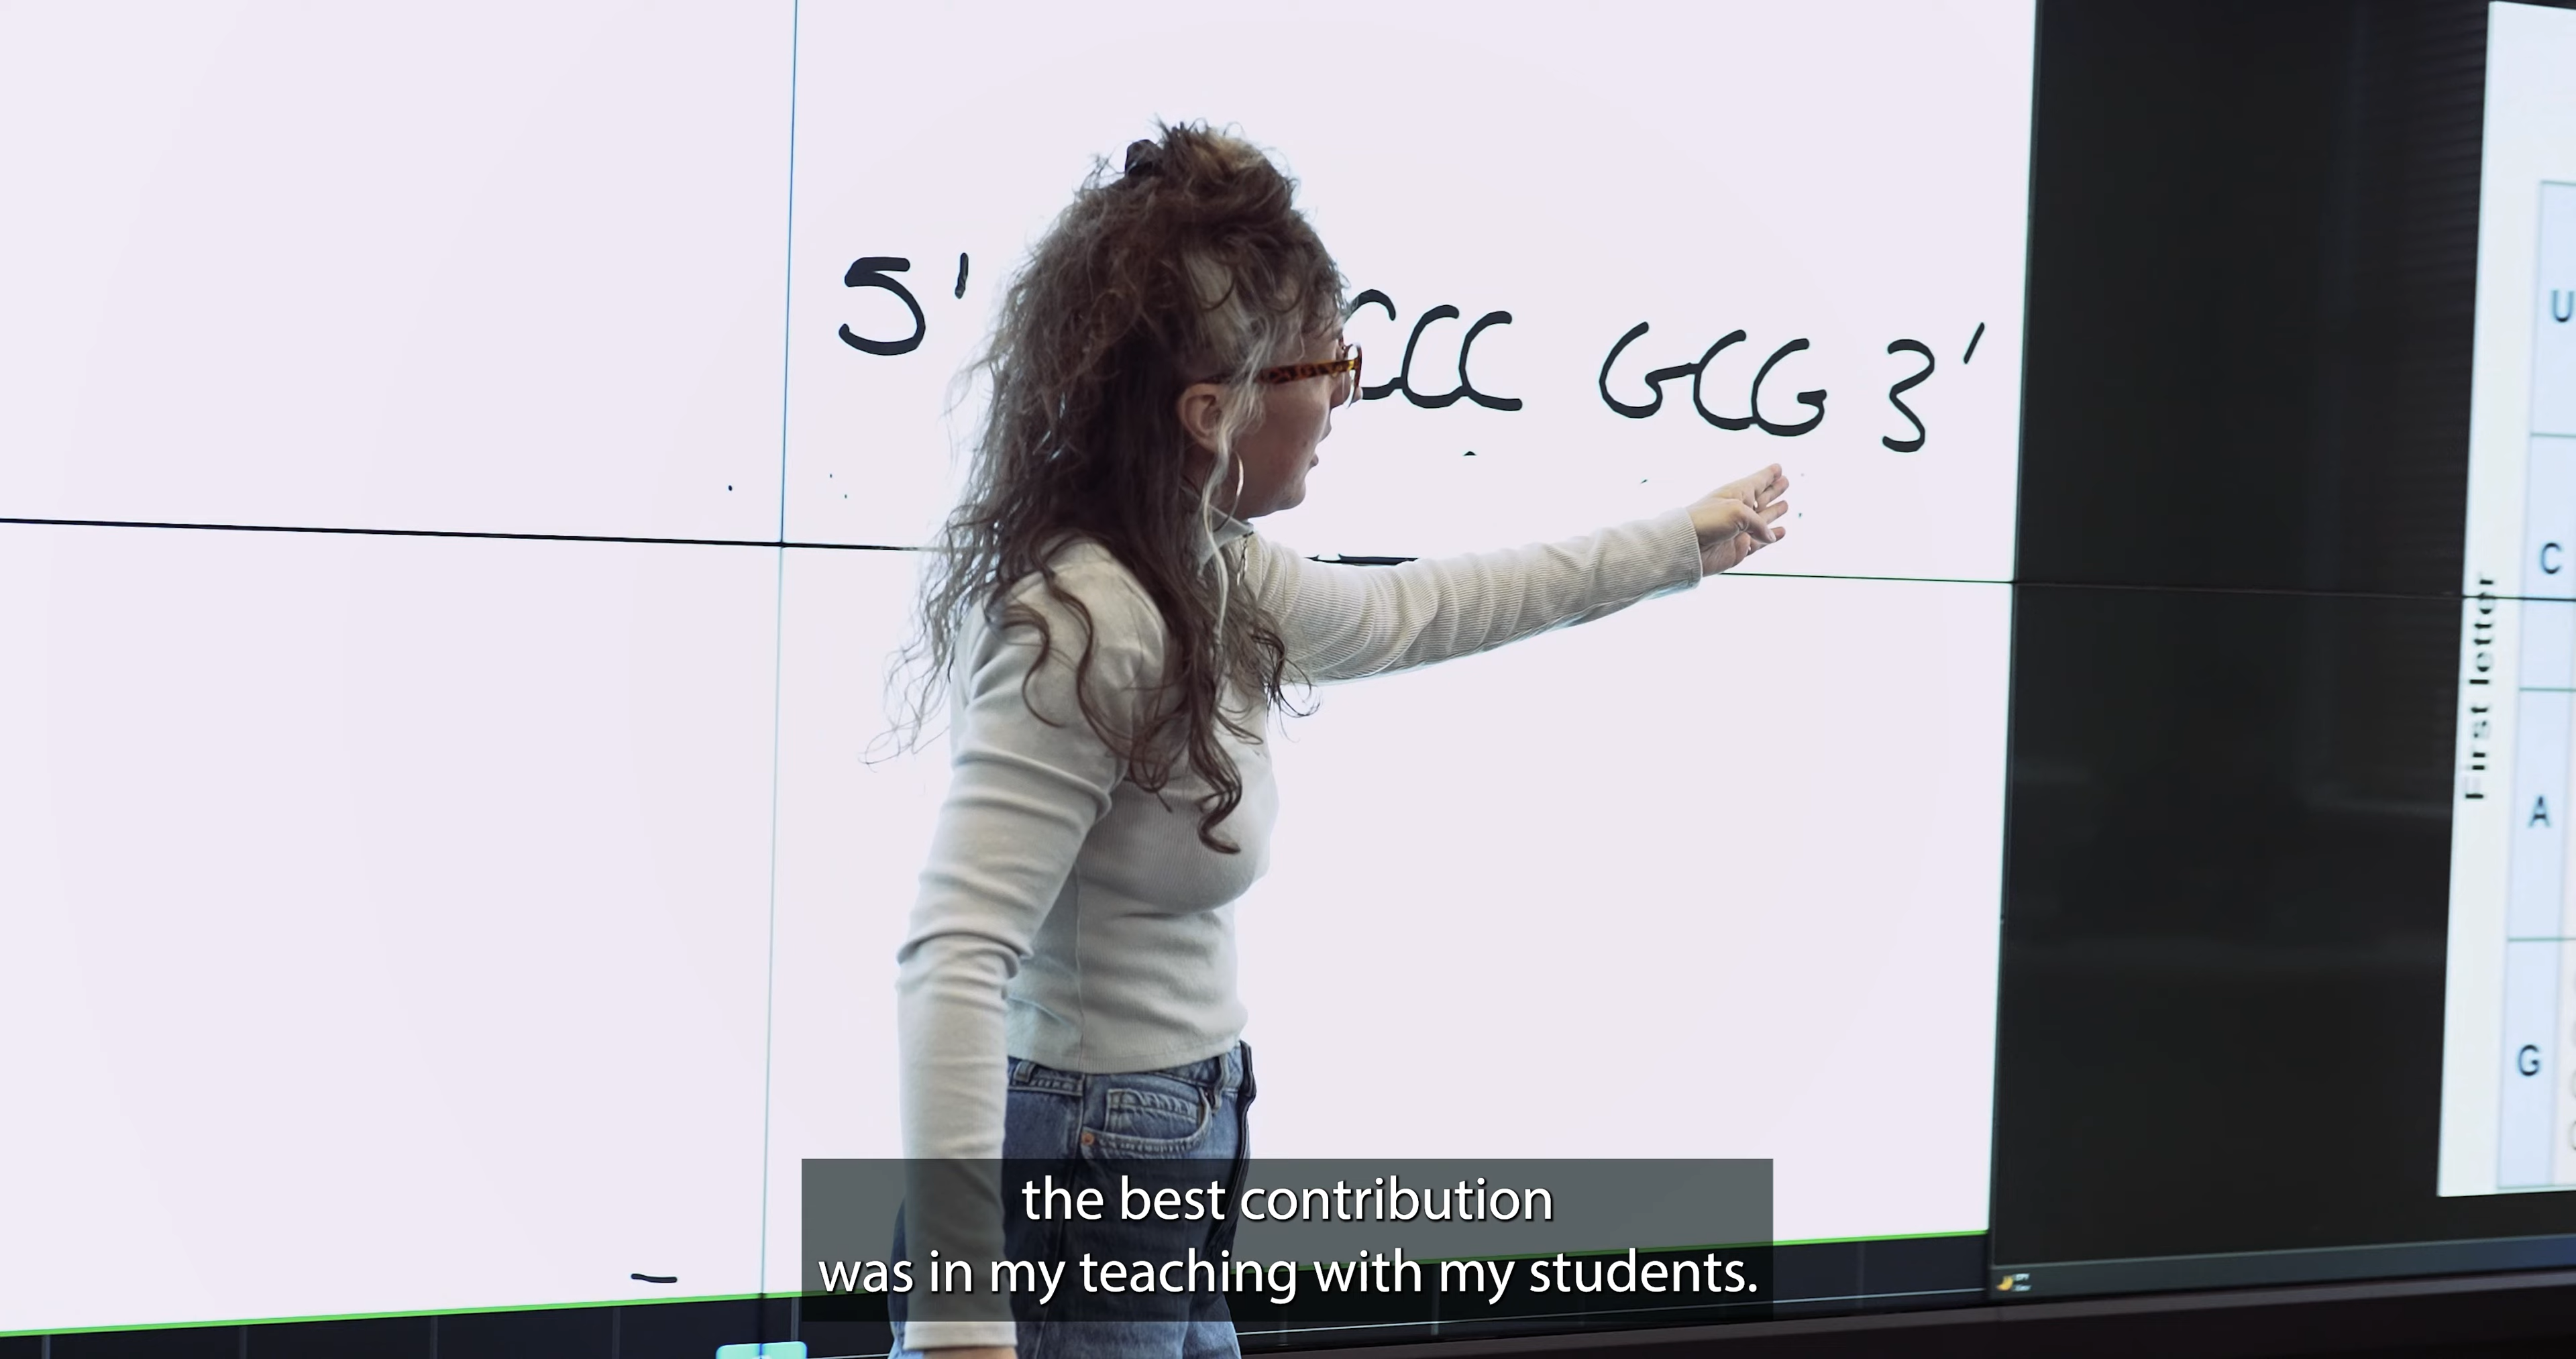 5' CCC GCG 3'
First letter
U
C
A
G
the best contribution
was in my teaching with my students.